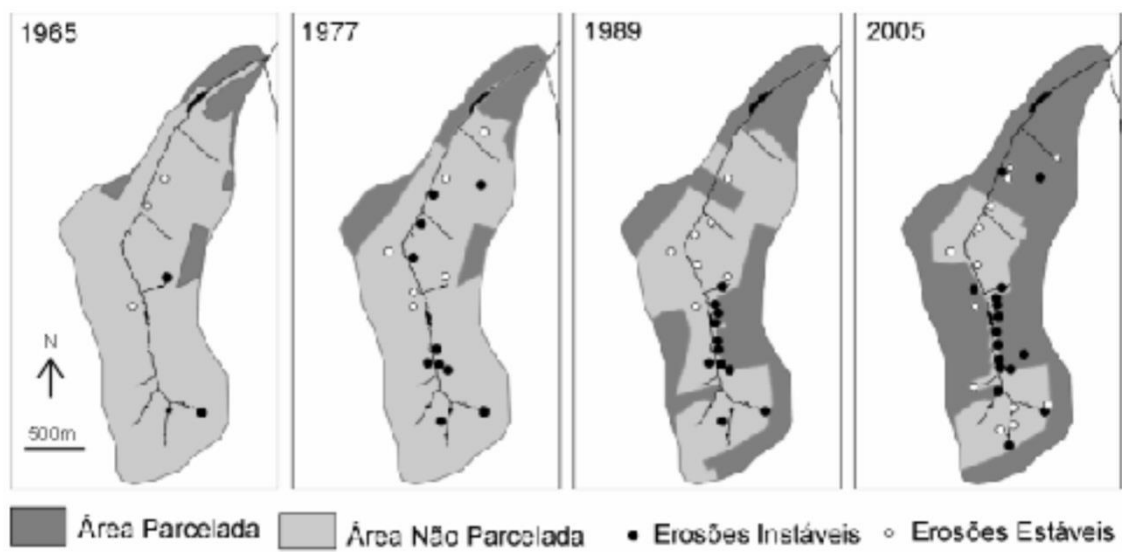 1965 1977 1989 2005
N
500m
Área Parcelada Área Não Parcelada Erosões Instáveis Erosões Estáveis